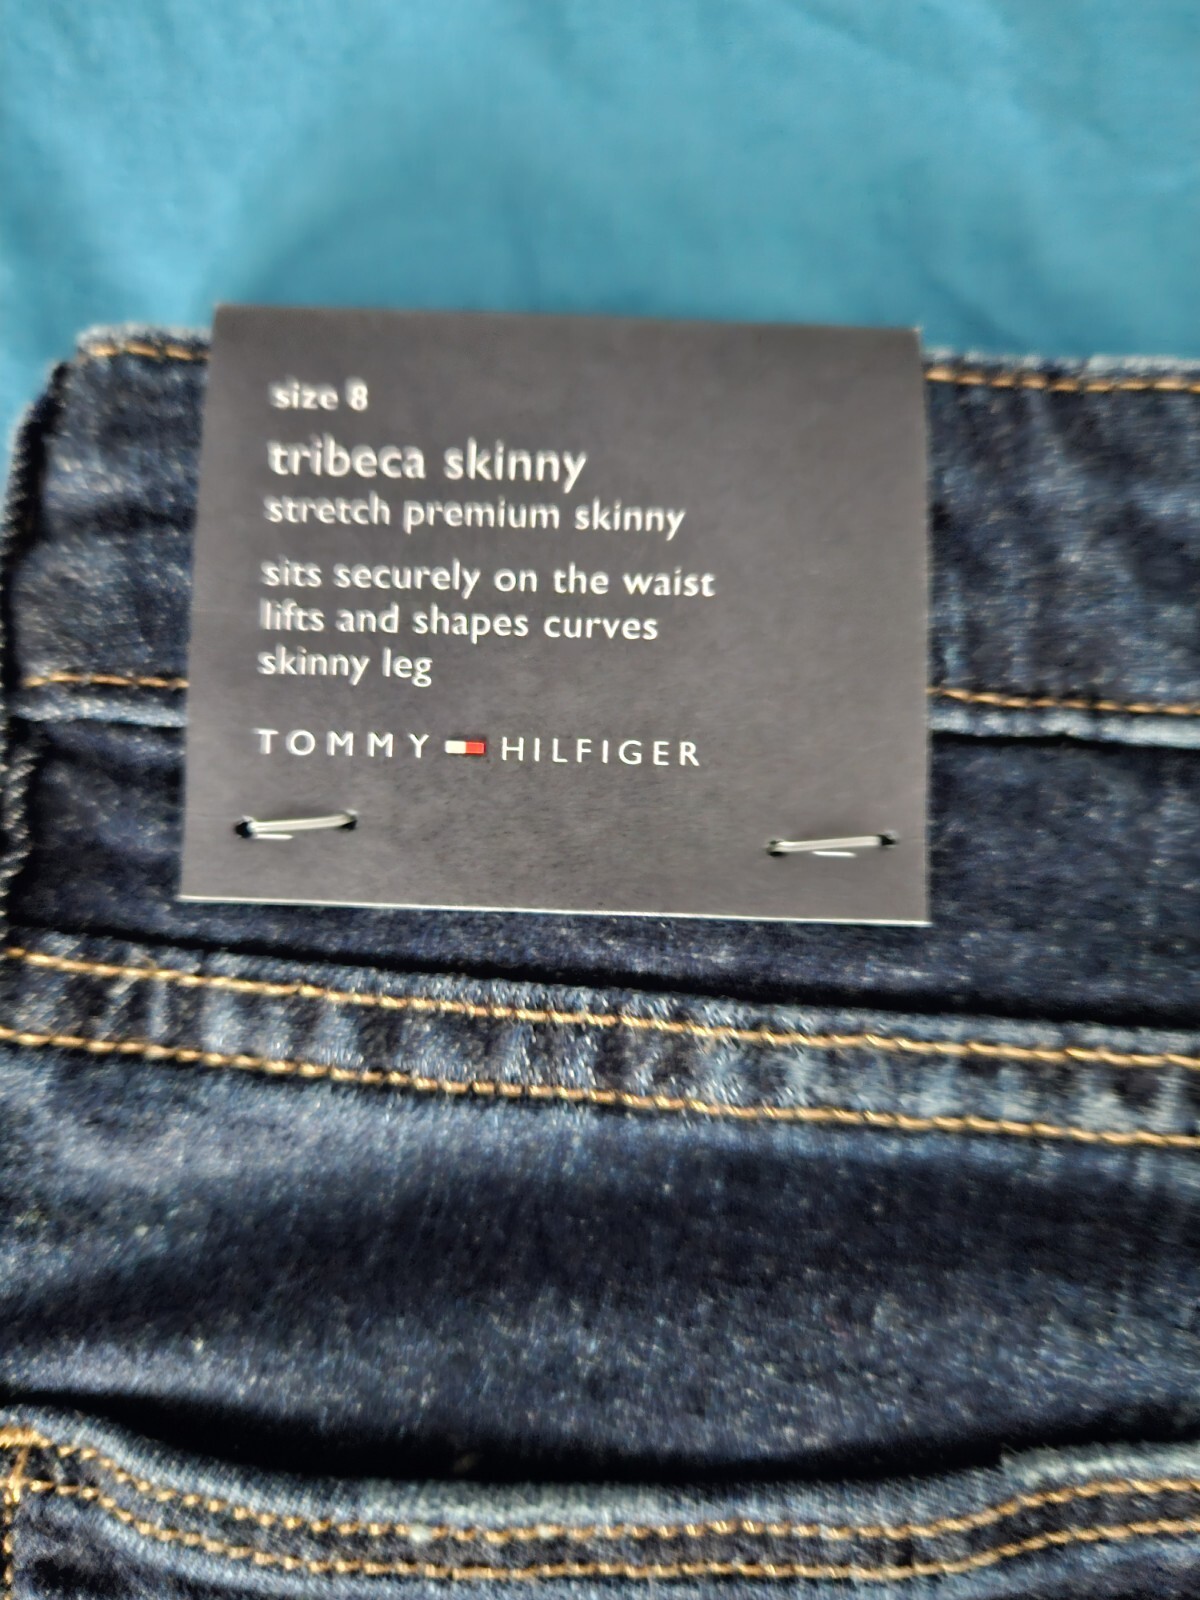 size 8
tribeca skinny
stretch premium skinny
sits securely on the waist
lifts and shapes curves
skinny leg
TOMMY HILFIGER